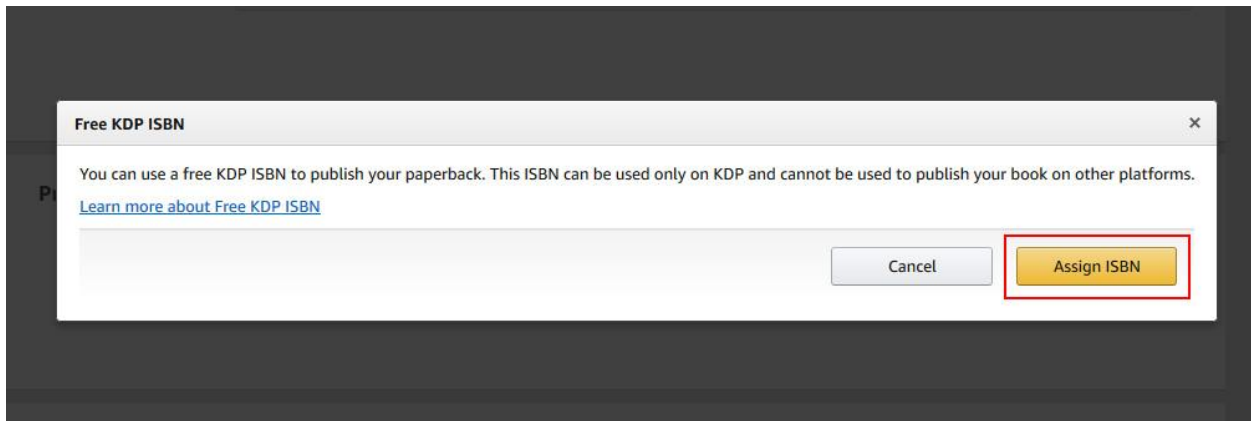 Free KDP ISBN
×
You can use a free KDP ISBN to publish your paperback. This ISBN can be used only on KDP and cannot be used to publish your book on other platforms.
Learn more about Free KDP ISBN
Cancel
Assign ISBN